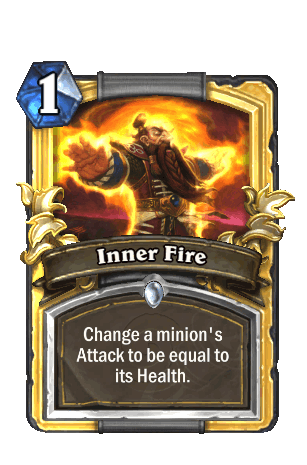 1
Inner Fire
Change a minion's
Attack to be equal to
its Health.